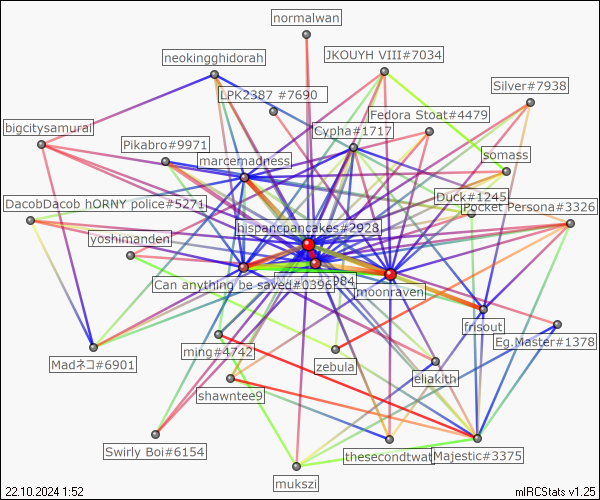 normalwan
neokingghidorah
JKOUYH VIII#7034
LPK2387 #7690
Silver#7938
Fedora Stoat#4479
bigcitysamurai
Cypha#1717
Pikabro#9971
marcemadness
somass
Duck#1245
DacobDacob hORNY police#5271
Pocket Persona#3326
hispancpancakes#2928
yoshimanden
Can anything be saved#0396
984
moonraven
frisout
Eg.Master#1378
Madネコ#6901
ming#4742
zebula
eliakith
shawntee9
Swirly Boi#6154
thesecondtwat
Majestic#3375
mukszi
22.10.2024 1:52
mIRCStats v1.25